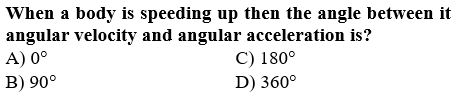 When a body is speeding up then the angle between it
angular velocity and angular acceleration is?
A) 0° C) 180°
B) 90° D) 360°